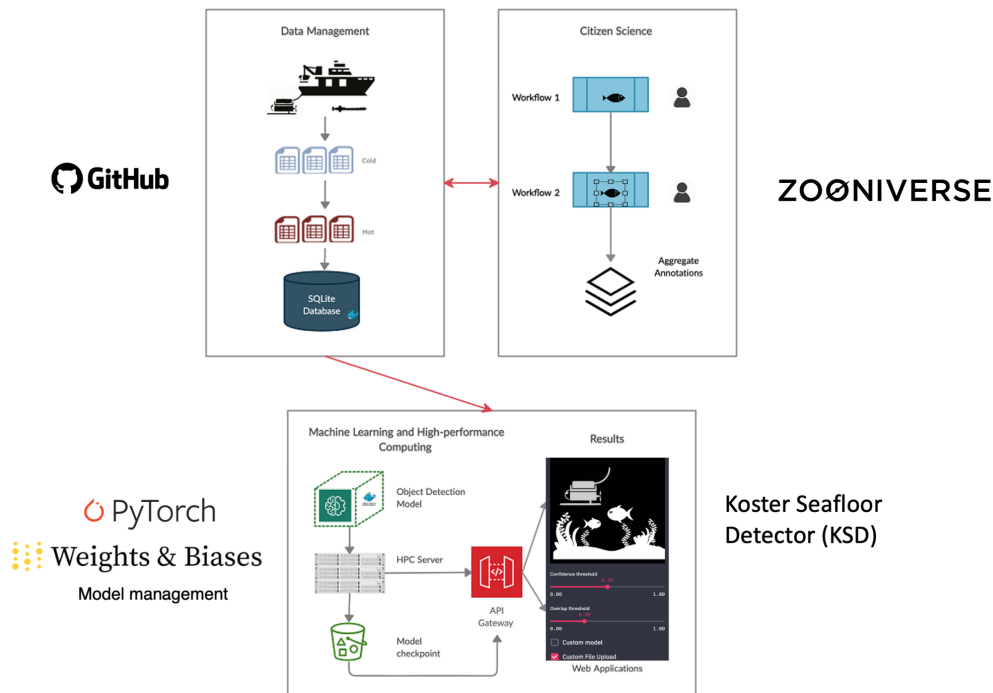 Data Management
Cold
Hot
SQLite
Database
GitHub
Citizen Science
Workflow 1
Workflow 2
Aggregate
Annotations
ZOONIVERSE
Machine Learning and High-performance
Computing
Object Detection
Model
docker
HPC Server
API
Gateway
Model
checkpoint
Results
Confidence threshold
0.00
1.00
Overlap threshold
0.00
1.00
Custom model
Custom File Upload
Web Applications
PyTorch
Weights & Biases
Model management
Koster Seafloor
Detector (KSD)